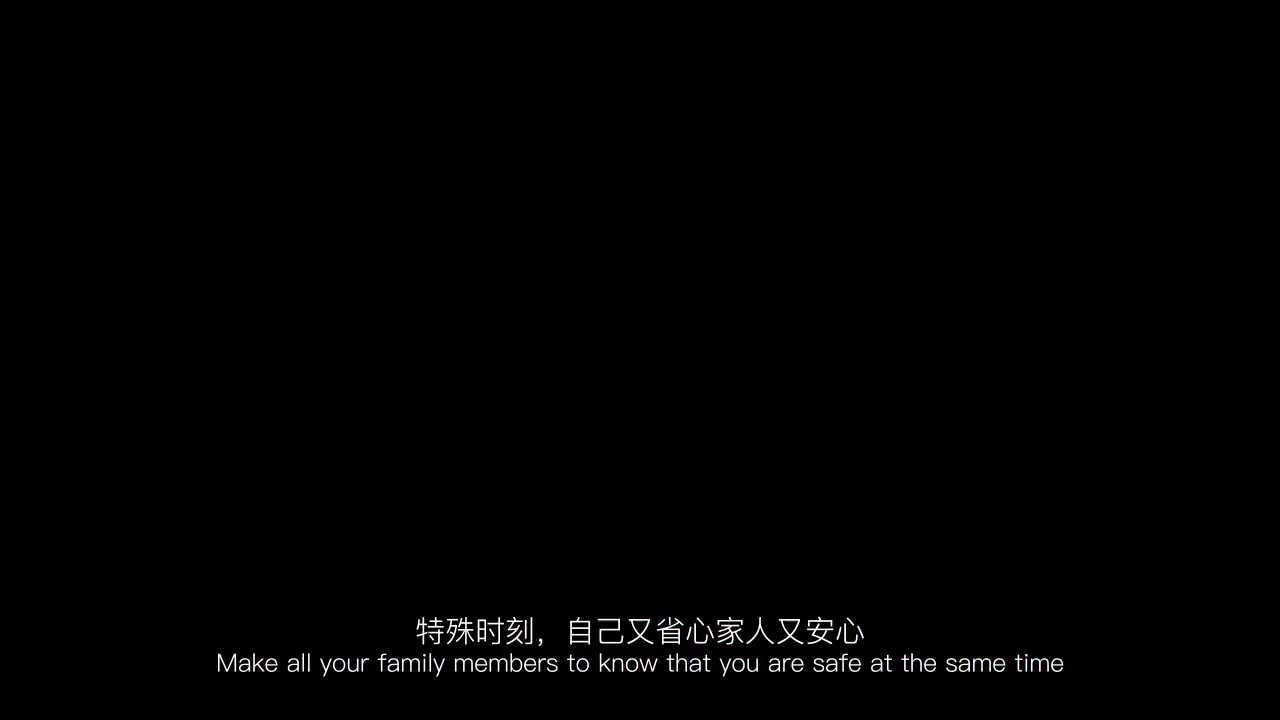 特殊时刻，自己又省心家人又安心
Make all your family members to know that you are safe at the same time